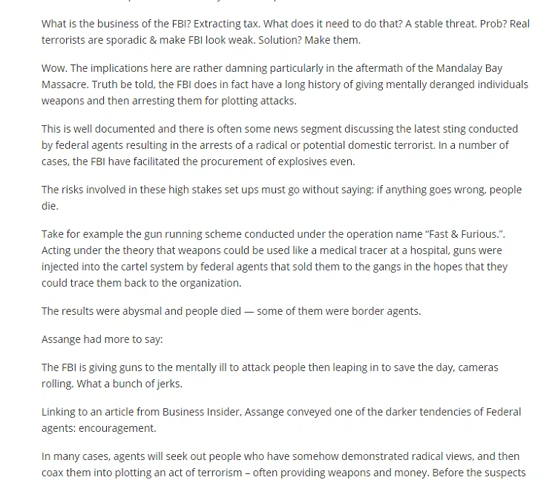 What is the business of the FBI? Extracting tax. What does it need to do that? A stable threat. Prob? Real
terrorists are sporadic & make FBI look weak. Solution? Make them.
Wow. The implications here are rather damning particularly in the aftermath of the Mandalay Bay
Massacre. Truth be told, the FBI does in fact have a long history of giving mentally deranged individuals
weapons and then arresting them for plotting attacks.
This is well documented and there is often some news segment discussing the latest sting conducted
by federal agents resulting in the arrests of a radical or potential domestic terrorist. In a number of
cases, the FBI have facilitated the procurement of explosives even.
The risks involved in these high stakes set ups must go without saying: if anything goes wrong, people
die.
Take for example the gun running scheme conducted under the operation name “Fast & Furious.”.
Acting under the theory that weapons could be used like a medical tracer at a hospital, guns were
injected into the cartel system by federal agents that sold them to the gangs in the hopes that they
could trace them back to the organization.
The results were abysmal and people died — some of them were border agents.
Assange had more to say:
The FBI is giving guns to the mentally ill to attack people then leaping in to save the day, cameras
rolling. What a bunch of jerks.
Linking to an article from Business Insider, Assange conveyed one of the darker tendencies of Federal
agents: encouragement.
In many cases, agents will seek out people who have somehow demonstrated radical views, and then
coax them into plotting an act of terrorism – often providing weapons and money. Before the suspects